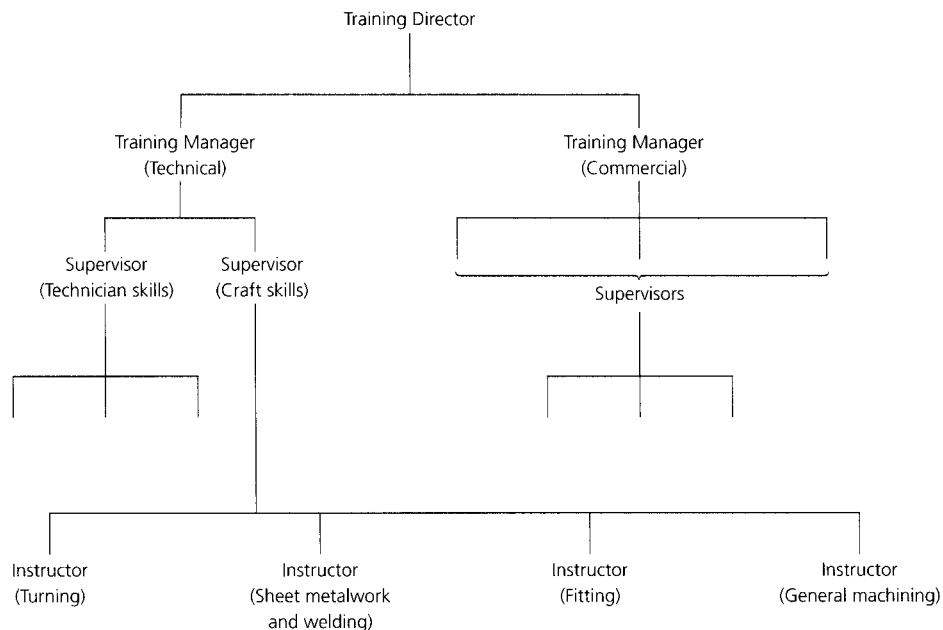 Training Director
Training Manager
(Technical)
Training Manager
(Commercial)
Supervisor
(Technician skills)
Supervisor
(Craft skills)
Supervisors
Instructor
(Turning)
Instructor
(Sheet metalwork
and welding)
Instructor
(Fitting)
Instructor
(General machining)